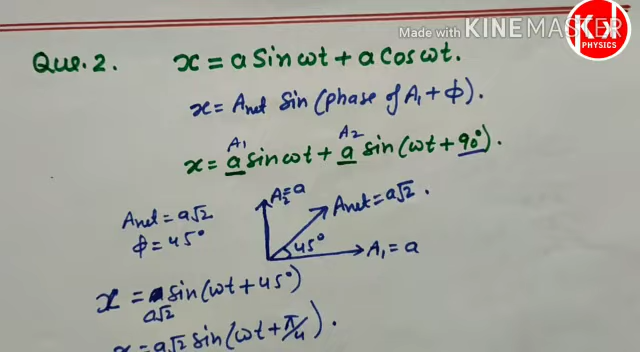 Made with KINEMASTER
KX
PHYSICS
Que. 2. x = a Sin ωt + a Cos ωt.
x = Anet Sin (phase of A₁ + ϕ).
A₁ A₂
x = a sin ωt + a sin (ωt + 90°).
A₂ = a
Anet = a√2
Anet = a√2.
ϕ = 45°
45°
A₁ = a
x = a sin (ωt + 45°)
a√2
x = a√2 sin (ωt + π/4).